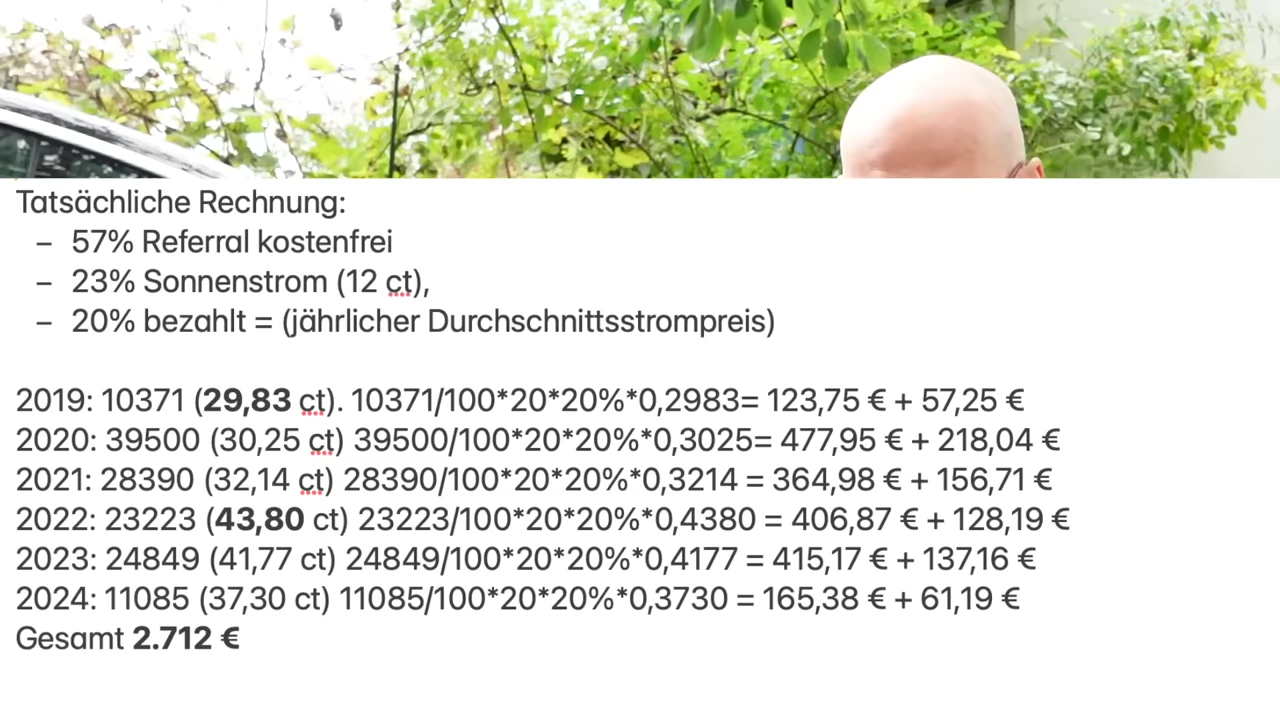 Tatsächliche Rechnung:
– 57% Referral kostenfrei
– 23% Sonnenstrom (12 ct),
– 20% bezahlt = (jährlicher Durchschnittsstrompreis)
2019: 10371 (29,83 ct). 10371/100*20*20%*0,2983= 123,75 € + 57,25 €
2020: 39500 (30,25 ct) 39500/100*20*20%*0,3025= 477,95 € + 218,04 €
2021: 28390 (32,14 ct) 28390/100*20*20%*0,3214 = 364,98 € + 156,71 €
2022: 23223 (43,80 ct) 23223/100*20*20%*0,4380 = 406,87 € + 128,19 €
2023: 24849 (41,77 ct) 24849/100*20*20%*0,4177 = 415,17 € + 137,16 €
2024: 11085 (37,30 ct) 11085/100*20*20%*0,3730 = 165,38 € + 61,19 €
Gesamt 2.712 €